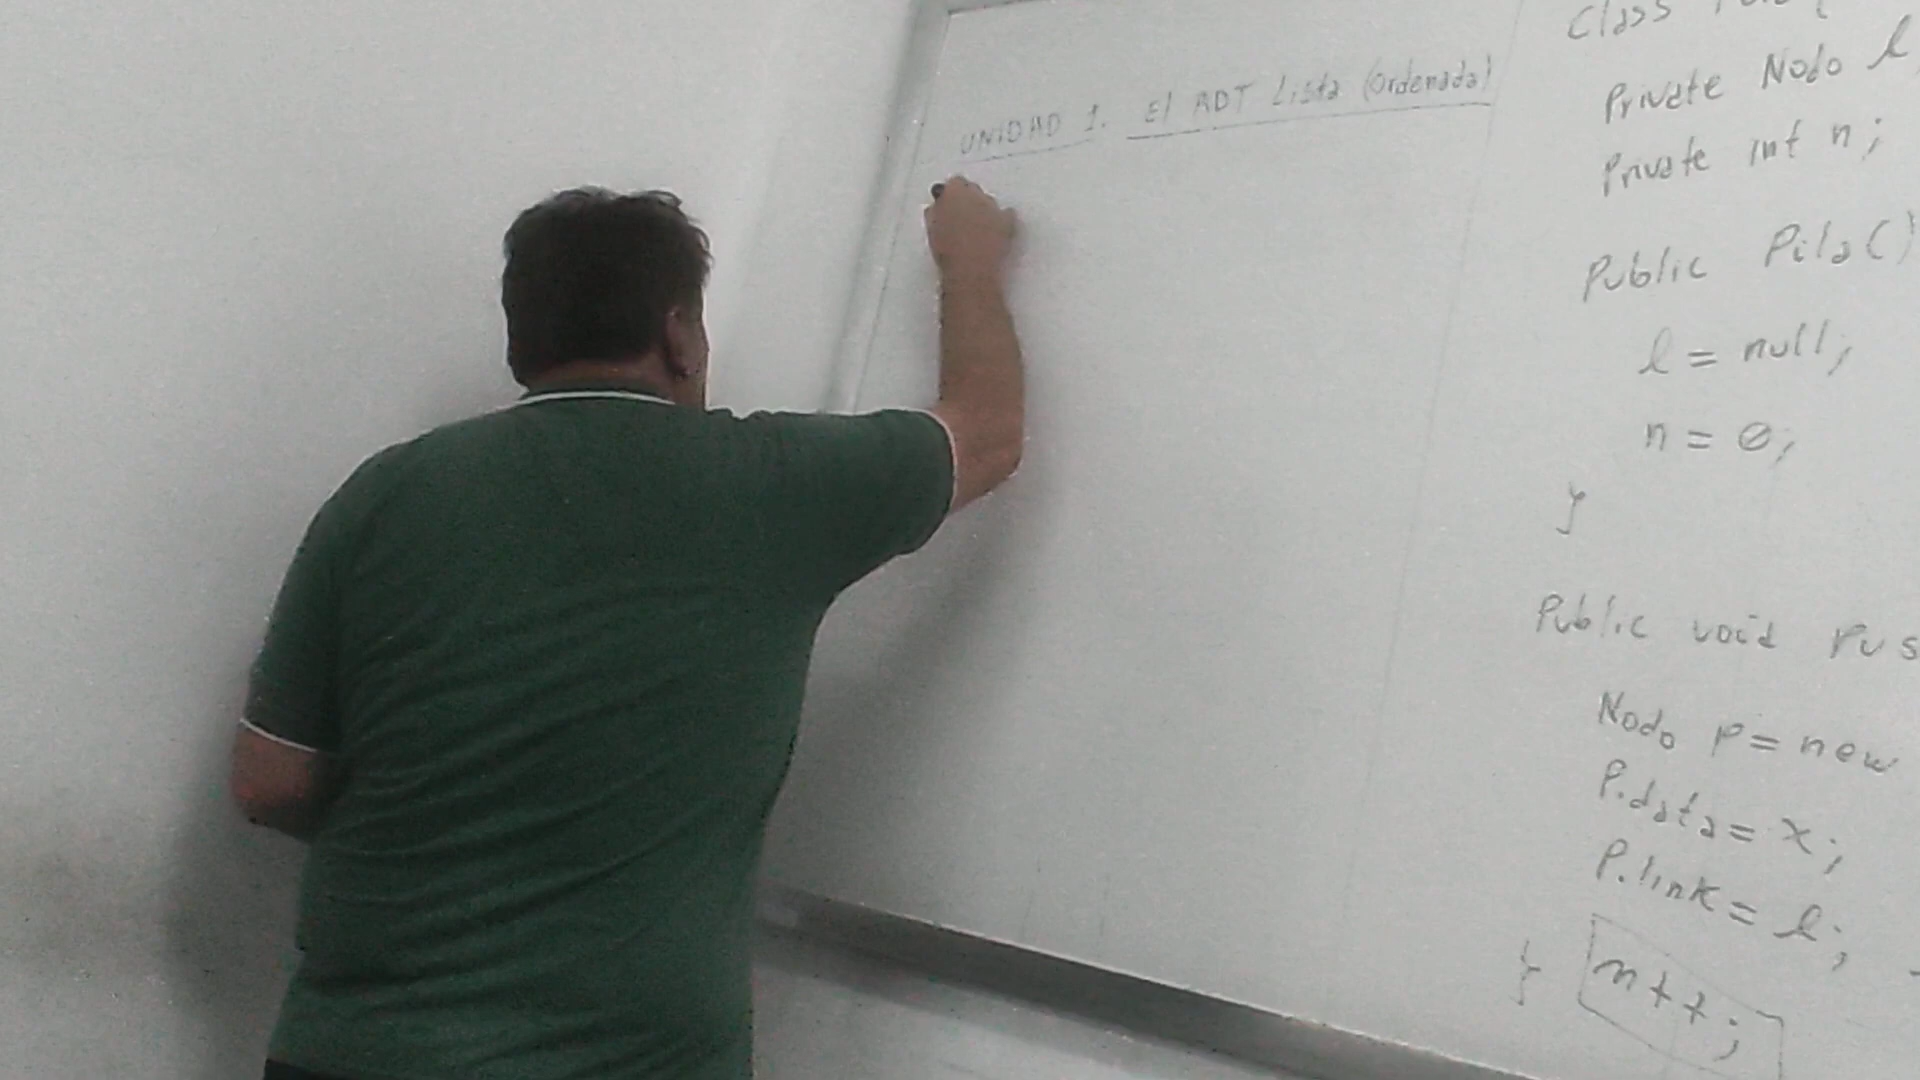 UNIDAD 1. El ADT Lista (Ordenada)
Class
Private Nodo l
Private int n;
Public Pila()
l = null;
n = 0;
}
Public void Pus
Nodo P = new
P.data = x;
P.link = l;
} n++;